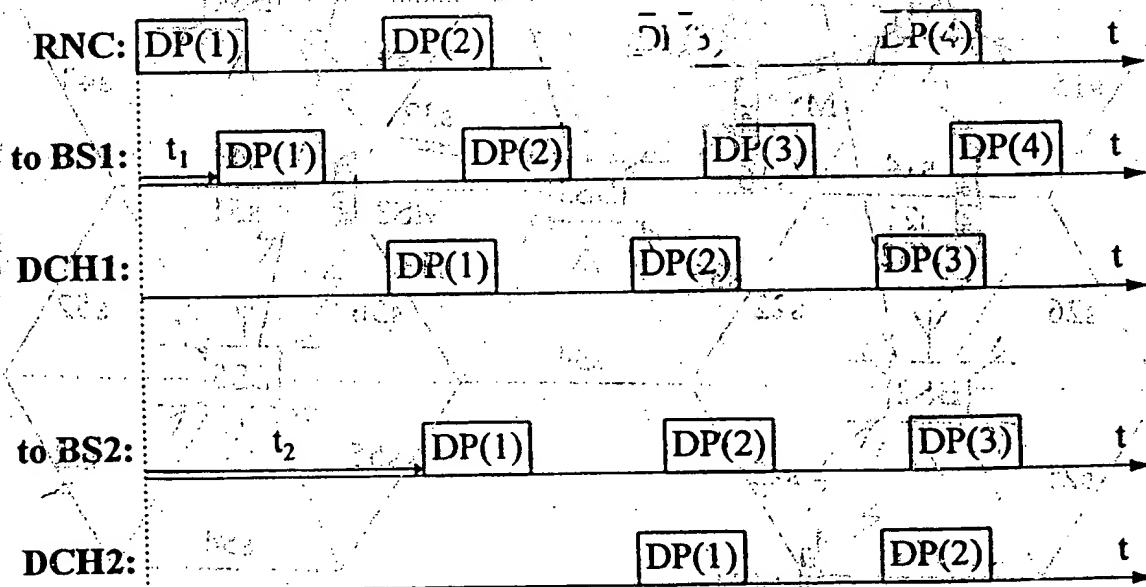 RNC: DP(1) DP(2) DP(4) t
to BS1: t1 DP(1) DP(2) DP(3) DP(4) t
DCH1: DP(1) DP(2) DP(3) t
to BS2: t2 DP(1) DP(2) DP(3) t
DCH2: DP(1) DP(2) t